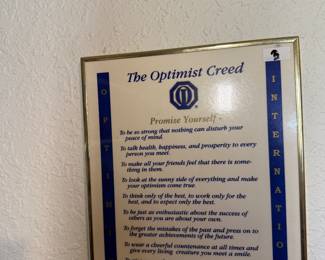 The Optimist Creed
Promise Yourself -
To be so strong that nothing can disturb your
peace of mind.
To talk health, happiness, and prosperity to every
person you meet.
To make all your friends feel that there is some-
thing in them.
To look at the sunny side of everything and make
your optimism come true.
To think only of the best, to work only for the
best, and to expect only the best.
To be just as enthusiastic about the success of
others as you are about your own.
To forget the mistakes of the past and press on to
the greater achievements of the future.
To wear a cheerful countenance at all times and
give every living creature you meet a smile.
OPTIM
INTERNATIO